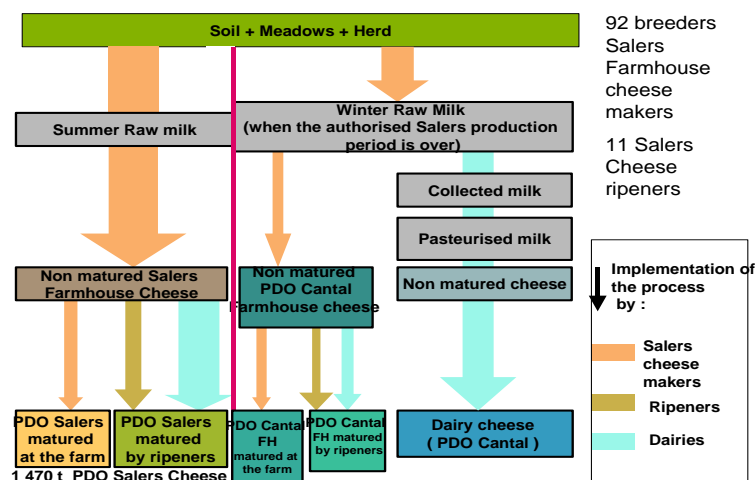 Soil + Meadows + Herd
92 breeders
Salers
Farmhouse
cheese
makers
11 Salers
Cheese
ripeners
Summer Raw milk
Winter Raw Milk
(when the authorised Salers production
period is over)
Collected milk
Pasteurised milk
Non matured Salers
Farmhouse Cheese
Non matured
PDO Cantal
Farmhouse cheese
Non matured cheese
PDO Salers
matured
at the farm
PDO Salers
matured
by ripeners
PDO Cantal
FH
matured at
the farm
PDO Cantal
FH matured
by ripeners
Dairy cheese
( PDO Cantal )
1 470 t PDO Salers Cheese
Implementation of
the process
by :
Salers
cheese
makers
Ripeners
Dairies